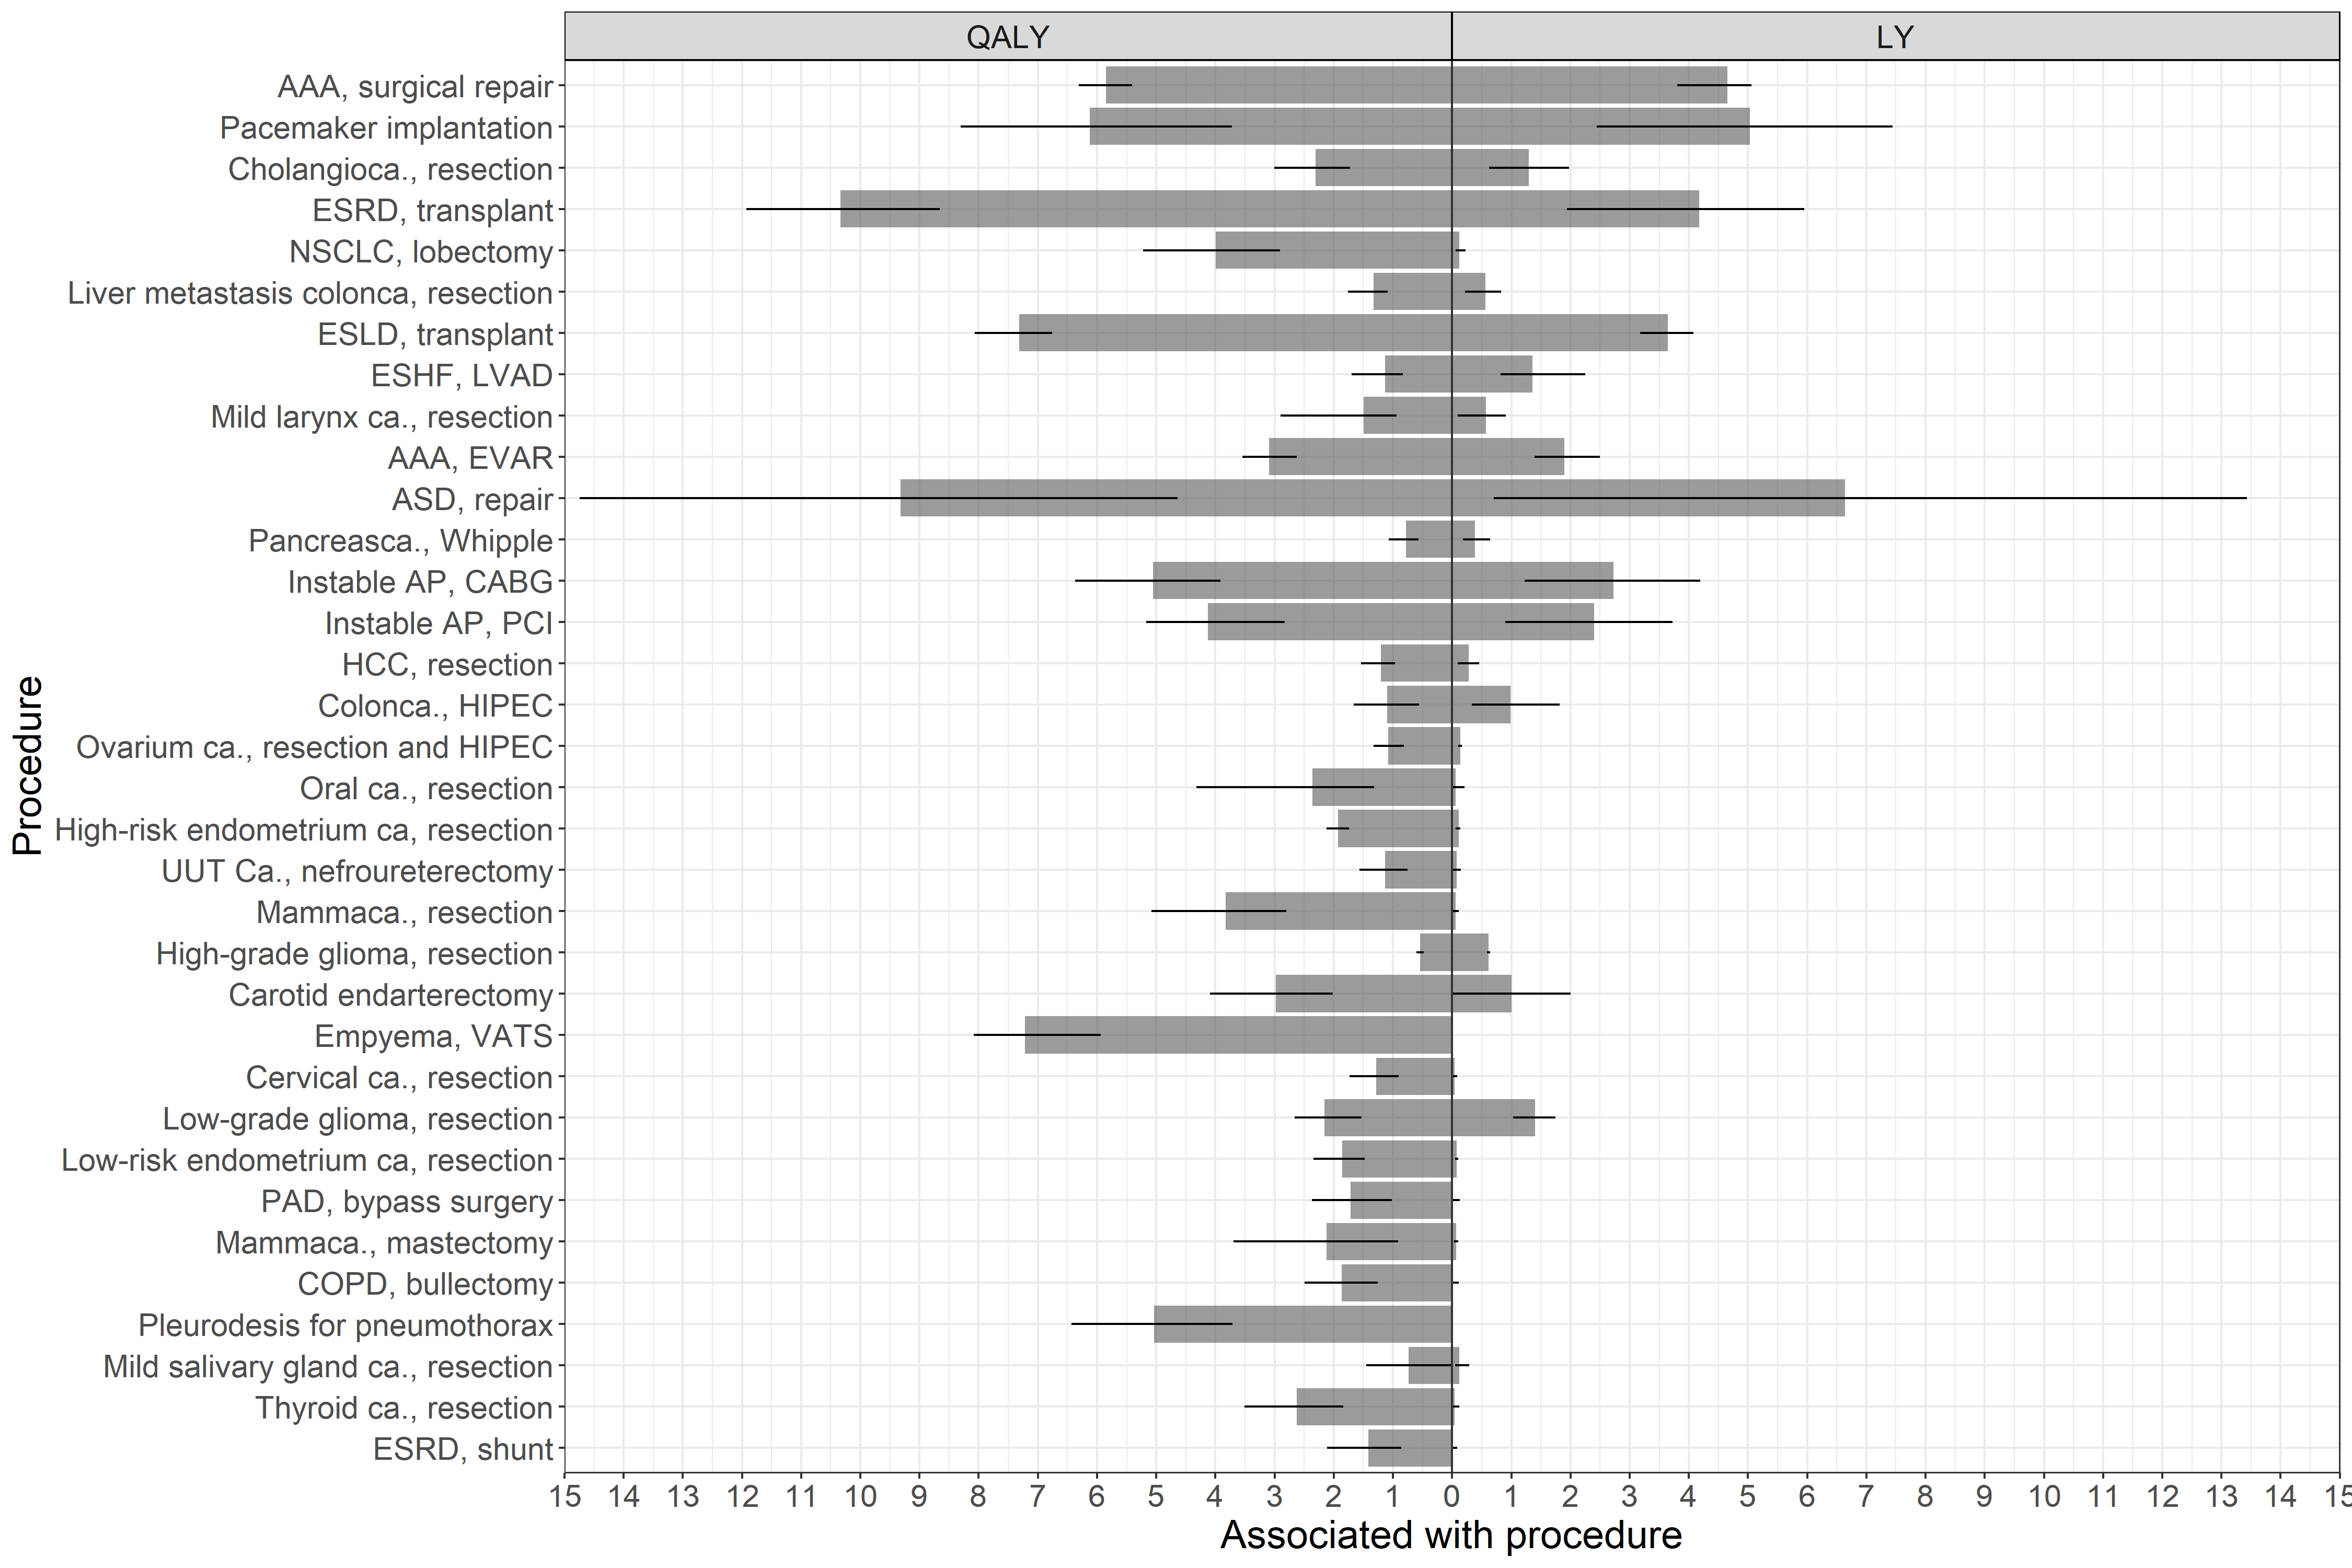 QALY LY
AAA, surgical repair
Pacemaker implantation
Cholangioca., resection
ESRD, transplant
NSCLC, lobectomy
Liver metastasis colonca, resection
ESLD, transplant
ESHF, LVAD
Mild larynx ca., resection
AAA, EVAR
ASD, repair
Pancreasca., Whipple
Instable AP, CABG
Instable AP, PCI
HCC, resection
Colonca., HIPEC
Ovarium ca., resection and HIPEC
Oral ca., resection
High-risk endometrium ca, resection
UUT Ca., nefroureterectomy
Mammaca., resection
High-grade glioma, resection
Carotid endarterectomy
Empyema, VATS
Cervical ca., resection
Low-grade glioma, resection
Low-risk endometrium ca, resection
PAD, bypass surgery
Mammaca., mastectomy
COPD, bullectomy
Pleurodesis for pneumothorax
Mild salivary gland ca., resection
Thyroid ca., resection
ESRD, shunt
Procedure
15 14 13 12 11 10 9 8 7 6 5 4 3 2 1 0 1 2 3 4 5 6 7 8 9 10 11 12 13 14 15
Associated with procedure